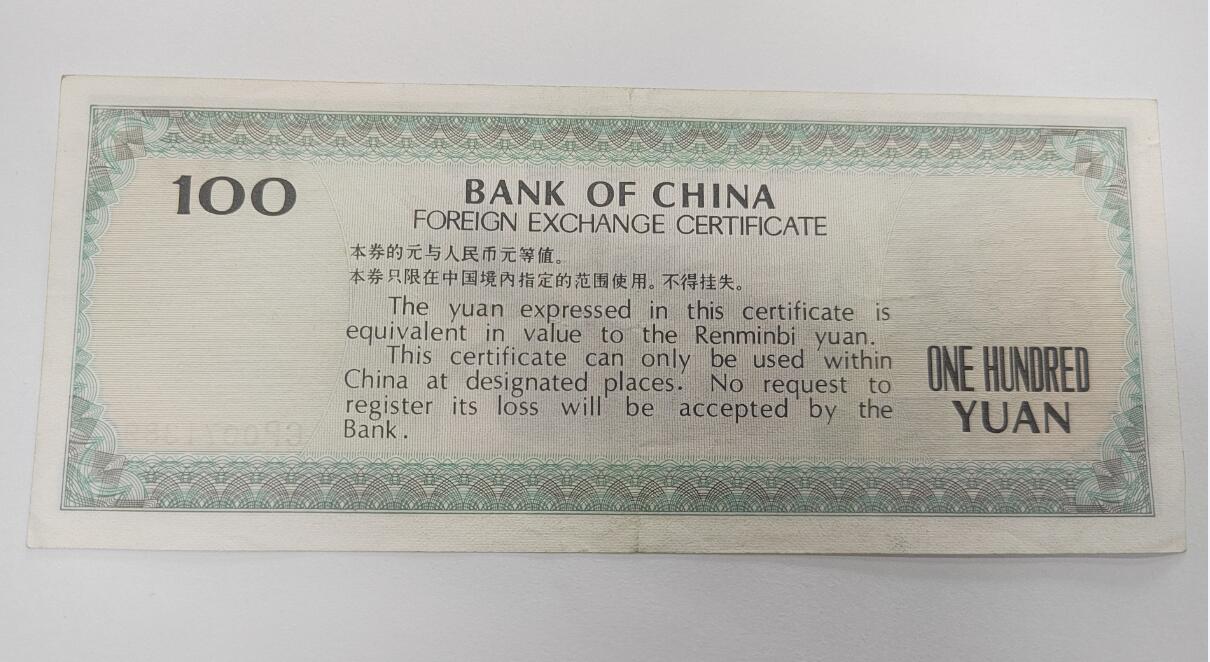 100
BANK OF CHINA
FOREIGN EXCHANGE CERTIFICATE
本券的元与人民币元等值。
本券只限在中国境内指定的范围使用。不得挂失。
The yuan expressed in this certificate is
equivalent in value to the Renminbi yuan.
This certificate can only be used within
China at designated places. No request to
register its loss will be accepted by the
Bank.
ONE HUNDRED
YUAN